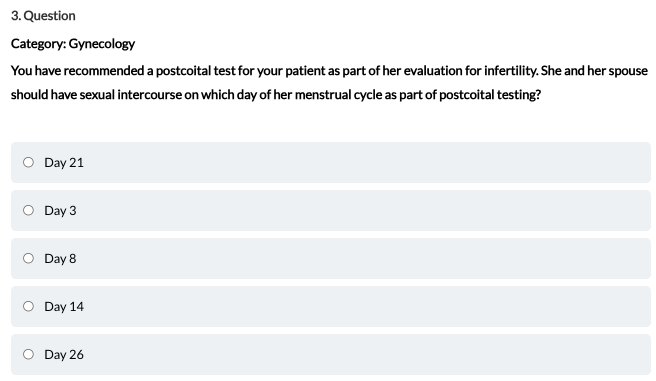 3. Question
Category: Gynecology
You have recommended a postcoital test for your patient as part of her evaluation for infertility. She and her spouse
should have sexual intercourse on which day of her menstrual cycle as part of postcoital testing?
Day 21
Day 3
Day 8
Day 14
Day 26